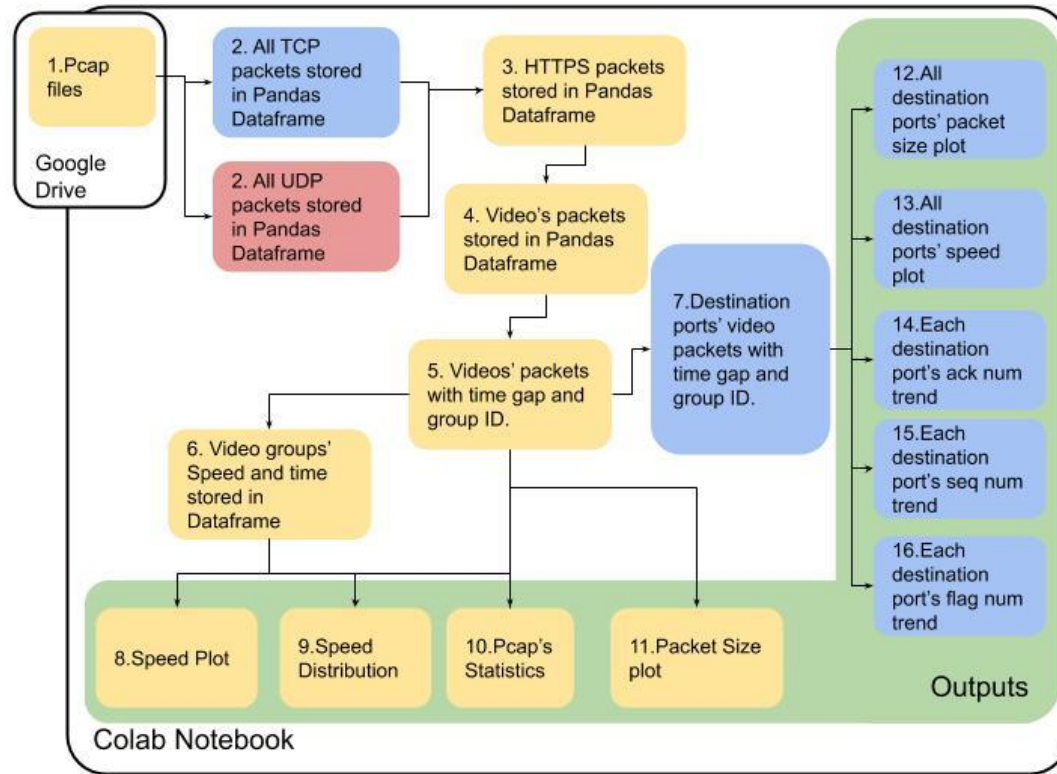 1.Pcap
files
Google
Drive
2. All TCP
packets stored
in Pandas
Dataframe
2. All UDP
packets stored
in Pandas
Dataframe
3. HTTPS packets
stored in Pandas
Dataframe
4. Video's packets
stored in Pandas
Dataframe
5. Videos' packets
with time gap and
group ID.
6. Video groups'
Speed and time
stored in
Dataframe
7.Destination
ports' video
packets with
time gap and
group ID.
8.Speed Plot
9.Speed
Distribution
10.Pcap's
Statistics
11.Packet Size
plot
12.All
destination
ports' packet
size plot
13.All
destination
ports' speed
plot
14.Each
destination
port's ack num
trend
15.Each
destination
port's seq num
trend
16.Each
destination
port's flag num
trend
Outputs
Colab Notebook